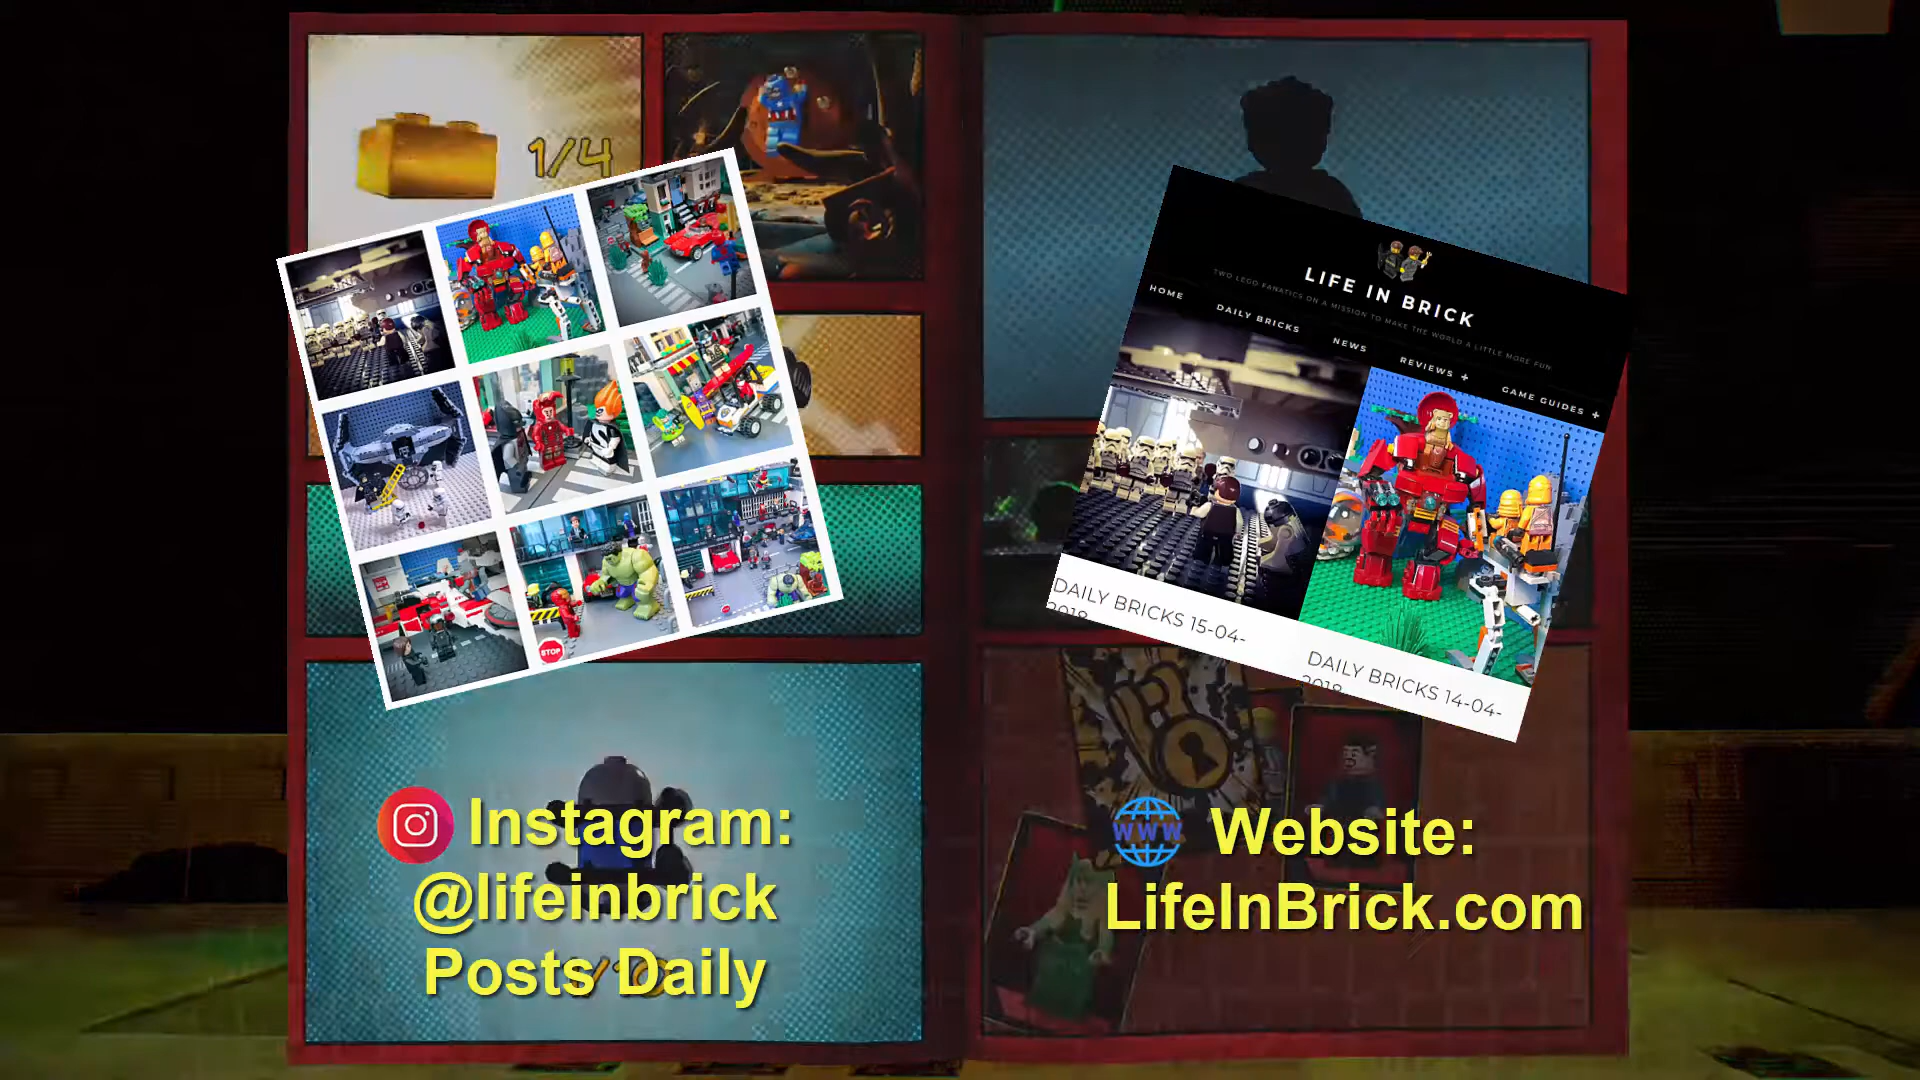 1/4
LIFE IN BRICK
TWO LEGO FANATICS ON A MISSION TO MAKE THE WORLD A LITTLE MORE FUN
HOME
DAILY BRICKS
NEWS
REVIEWS +
GAME GUIDES +
DAILY BRICKS 15-04-
2018
DAILY BRICKS 14-04-
2018
STOP
Instagram:
@lifeinbrick
Posts Daily
WWW Website:
LifeInBrick.com